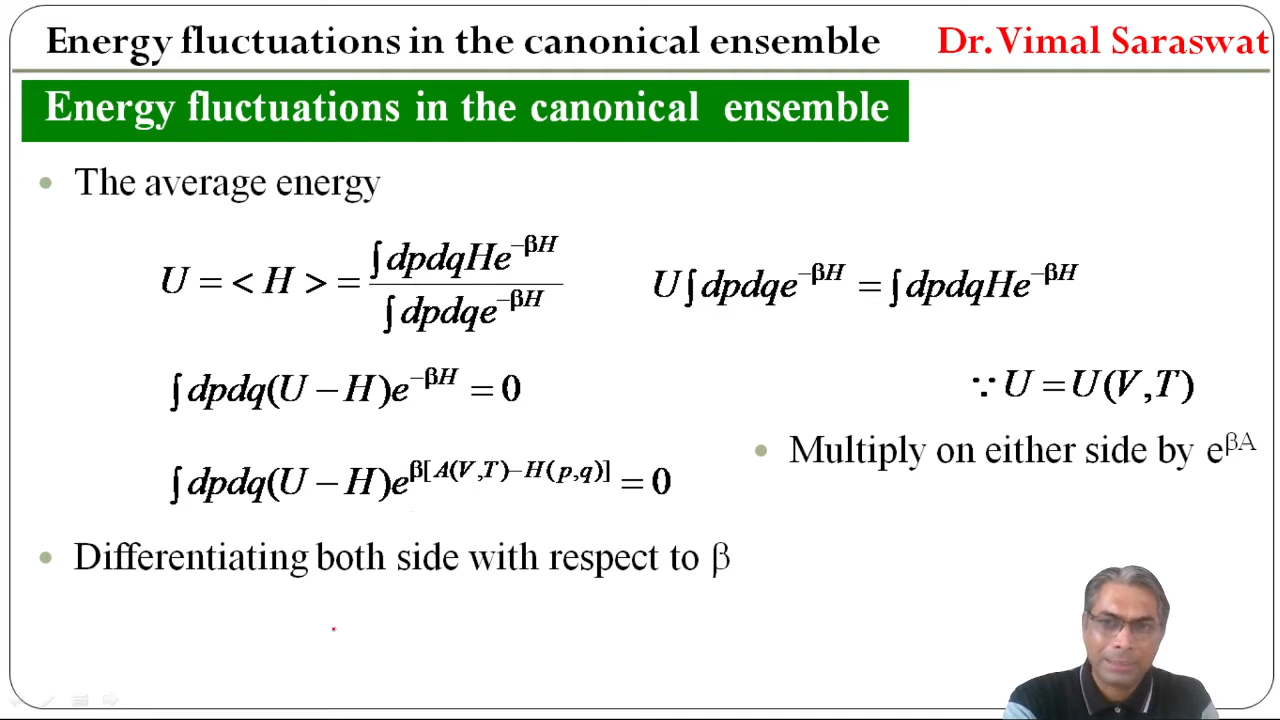 Energy fluctuations in the canonical ensemble Dr. Vimal Saraswat
Energy fluctuations in the canonical ensemble
• The average energy
U = < H > = ∫dpdqHe^{−βH} / ∫dpdqe^{−βH}
U∫dpdqe^{−βH} = ∫dpdqHe^{−βH}
∫dpdq(U − H)e^{−βH} = 0
∵ U = U(V,T)
• Multiply on either side by e^{βA}
∫dpdq(U − H)e^{β[A(V,T)−H(p,q)]} = 0
• Differentiating both side with respect to β